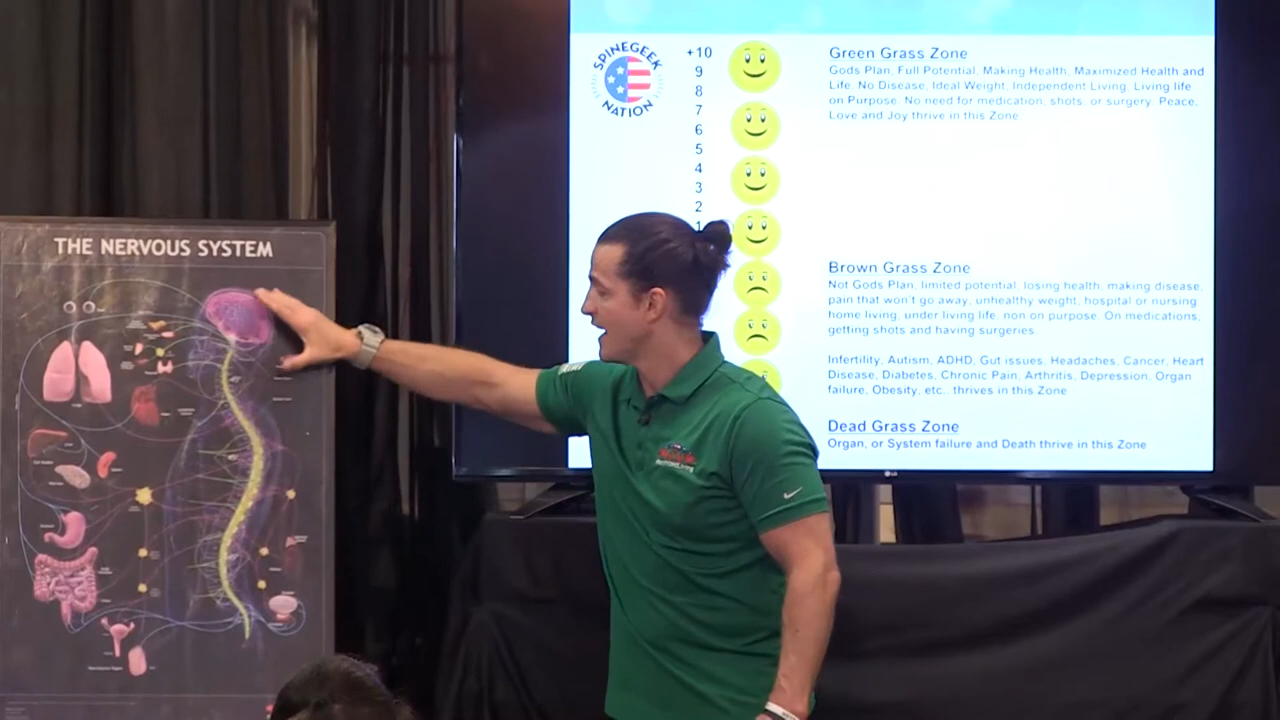 THE NERVOUS SYSTEM
SPINEGEEK
NATION
+10
9
8
7
6
5
4
3
2
1
Green Grass Zone
Gods Plan, Full Potential, Making Health, Maximized Health and
Life. No Disease, Ideal Weight, Independent Living, Living life
on Purpose. No need for medication, shots, or surgery. Peace,
Love and Joy thrive in this Zone
Brown Grass Zone
Not Gods Plan, limited potential, losing health, making disease,
pain that won't go away, unhealthy weight, hospital or nursing
home living, under living life, non on purpose. On medications,
getting shots and having surgeries.
Infertility, Autism, ADHD, Gut issues, Headaches, Cancer, Heart
Disease, Diabetes, Chronic Pain, Arthritis, Depression, Organ
failure, Obesity, etc.. thrives in this Zone
Dead Grass Zone
Organ, or System failure and Death thrive in this Zone
LG